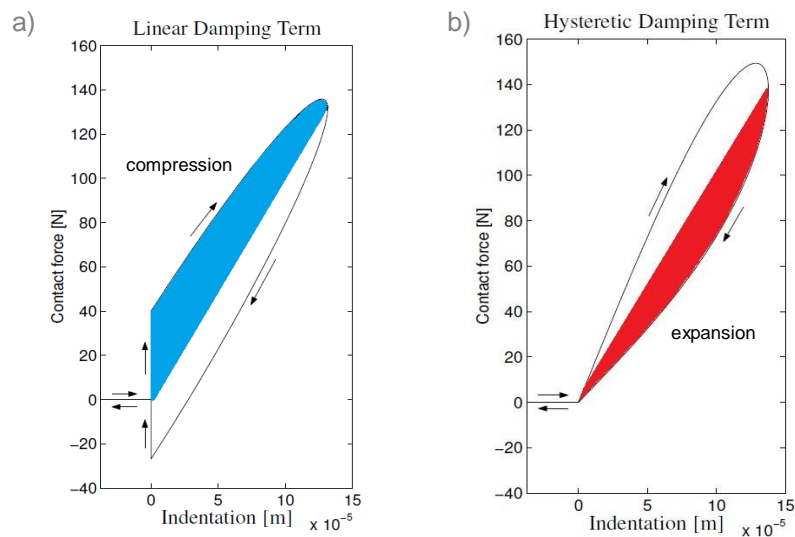 a)
Linear Damping Term
160
140
120
100
80
60
40
20
0
−20
−40
Contact force [N]
compression
0 5 10 15
Indentation [m]
x 10⁻⁵
b)
Hysteretic Damping Term
160
140
120
100
80
60
40
20
0
−20
−40
Contact force [N]
expansion
0 5 10 15
Indentation [m]
x 10⁻⁵